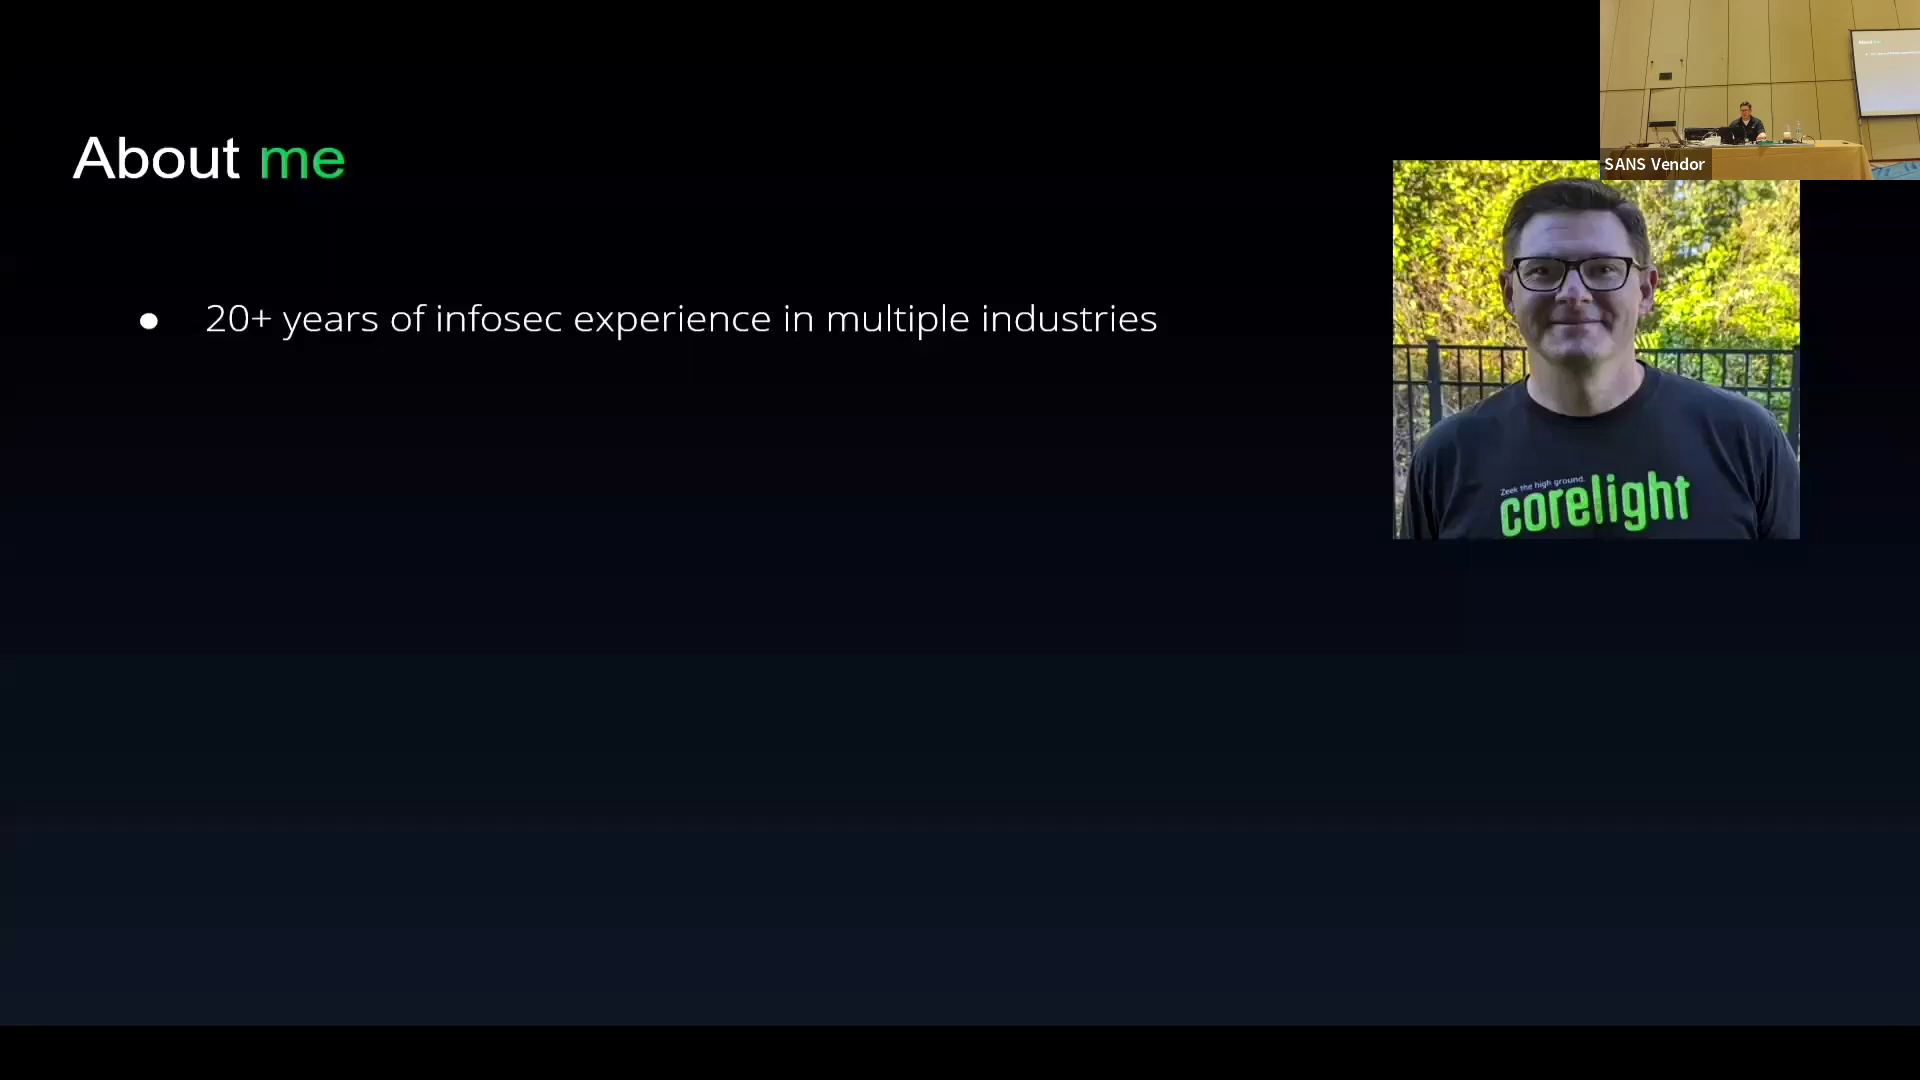 About me
20+ years of infosec experience in multiple industries
SANS Vendor
Zeek the high ground.
corelight